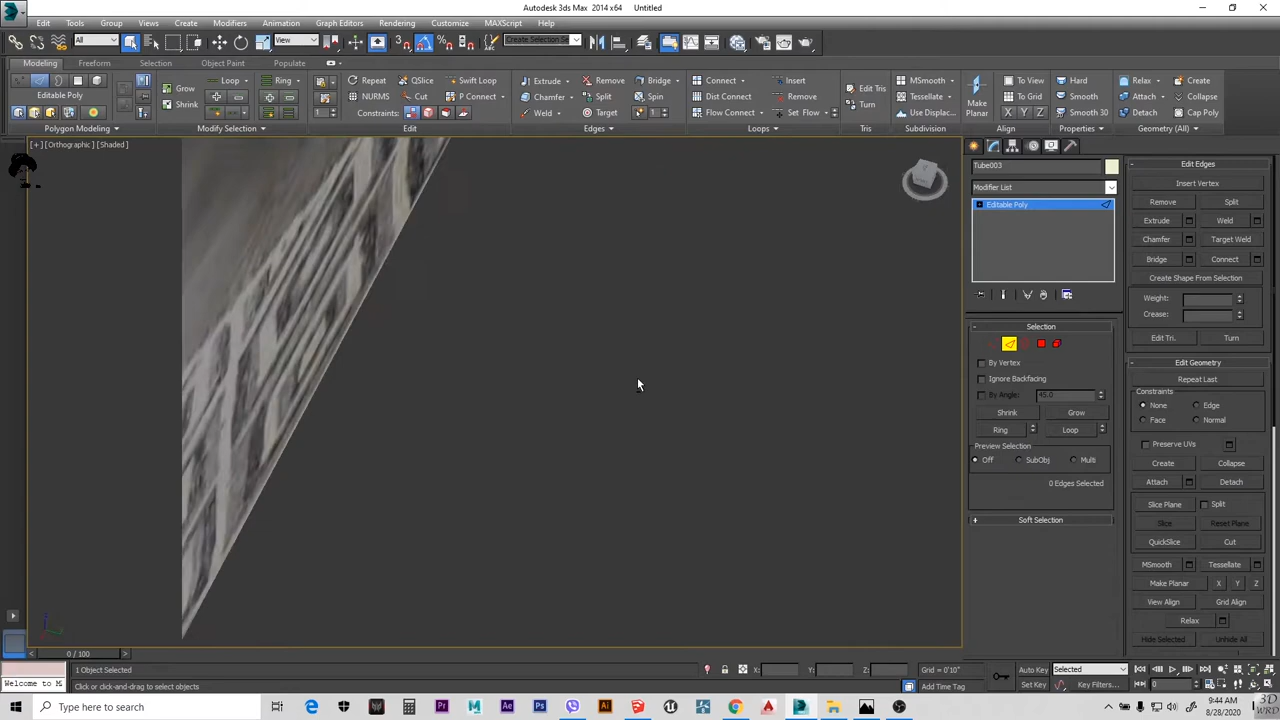 Autodesk 3ds Max 2014 x64 Untitled
Edit Tools Group Views Create Modifiers Animation Graph Editors Rendering Customize MAXScript Help
All View Create Selection Se
Modeling Freeform Selection Object Paint Populate
Editable Poly Grow Shrink Loop Ring
Repeat QSlice Swift Loop
NURMS Cut P Connect
Constraints:
Extrude Remove Bridge
Chamfer Split Spin
Weld Target
Connect Insert
Dist Connect Remove
Flow Connect Set Flow
Edit Tris
Turn
MSmooth
Tessellate
Use Displac...
Make Planar
To View
To Grid
X Y Z
Hard
Smooth
Smooth 30
Relax Create
Attach Collapse
Detach Cap Poly
Polygon Modeling Modify Selection Edit Edges Loops Tris Subdivision Align Properties Geometry (All)
[+] [Orthographic] [Shaded]
Tube003
Modifier List
Editable Poly
Selection
By Vertex
Ignore Backfacing
By Angle: 45.0
Shrink Grow
Ring Loop
Preview Selection
Off SubObj Multi
0 Edges Selected
Soft Selection
Edit Edges
Insert Vertex
Remove Split
Extrude Weld
Chamfer Target Weld
Bridge Connect
Create Shape From Selection
Weight:
Crease:
Edit Tri. Turn
Edit Geometry
Repeat Last
Constraints
None Edge
Face Normal
Preserve UVs
Create Collapse
Attach Detach
Slice Plane Split
Slice Reset Plane
QuickSlice Cut
MSmooth Tessellate
Make Planar X Y Z
View Align Grid Align
Relax
Hide Selected Unhide All
0 / 100
1 Object Selected X: Y: Z: Grid = 0'10" Auto Key Selected
Welcome to M Click or click-and-drag to select objects Add Time Tag Set Key Key Filters... 0
Type here to search
9:44 AM
8/28/2020